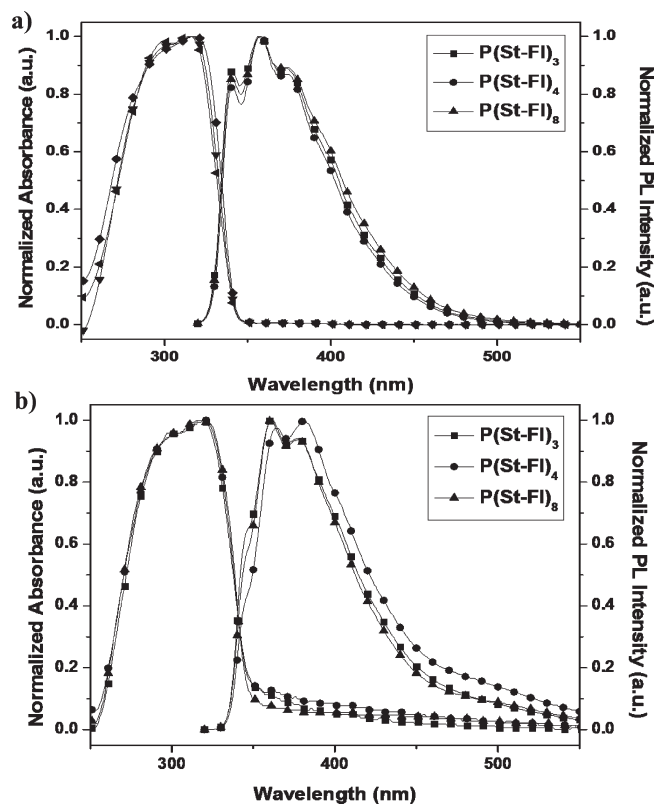 a)
Normalized Absorbance (a.u.)
1.0
0.8
0.6
0.4
0.2
0.0
P(St-Fl)3
P(St-Fl)4
P(St-Fl)8
1.0
0.8
0.6
0.4
0.2
0.0
Normalized PL Intensity (a.u.)
300
400
500
Wavelength (nm)
b)
Normalized Absorbance (a.u.)
1.0
0.8
0.6
0.4
0.2
0.0
P(St-Fl)3
P(St-Fl)4
P(St-Fl)8
1.0
0.8
0.6
0.4
0.2
0.0
Normalized PL Intensity (a.u.)
300
400
500
Wavelength (nm)